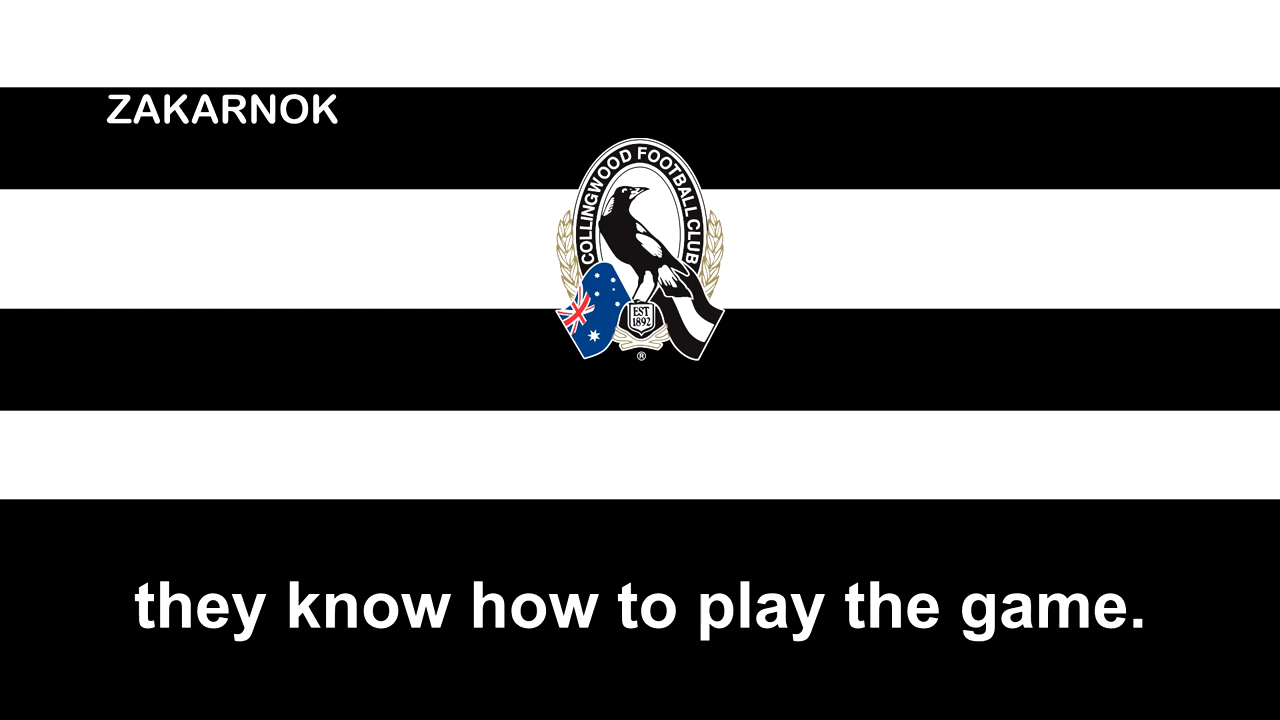 ZAKARNOK
COLLINGWOOD FOOTBALL CLUB
EST
1892
®
they know how to play the game.